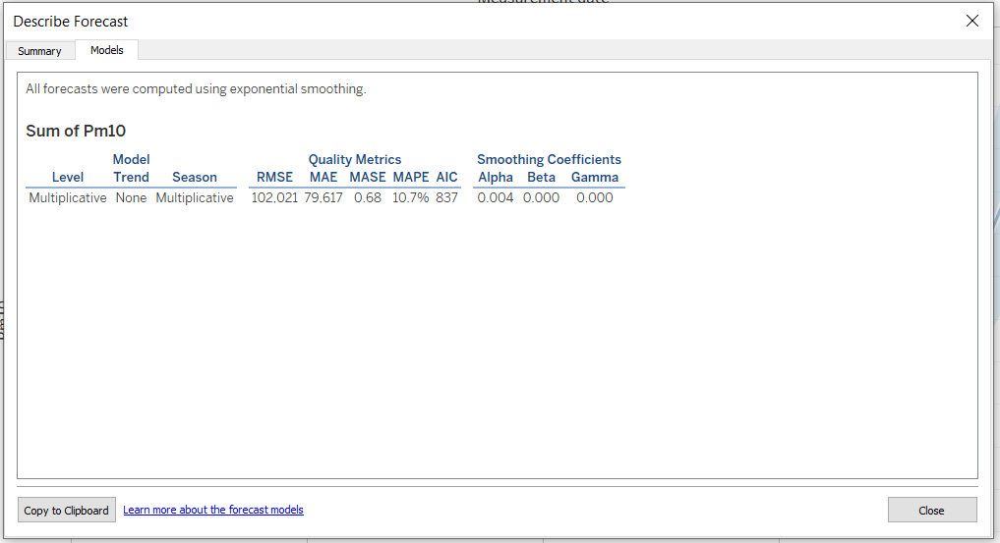 Describe Forecast
Summary Models
All forecasts were computed using exponential smoothing.
Sum of Pm10
Model Quality Metrics Smoothing Coefficients
Level Trend Season RMSE MAE MASE MAPE AIC Alpha Beta Gamma
Multiplicative None Multiplicative 102,021 79,617 0.68 10.7% 837 0.004 0.000 0.000
Copy to Clipboard Learn more about the forecast models Close